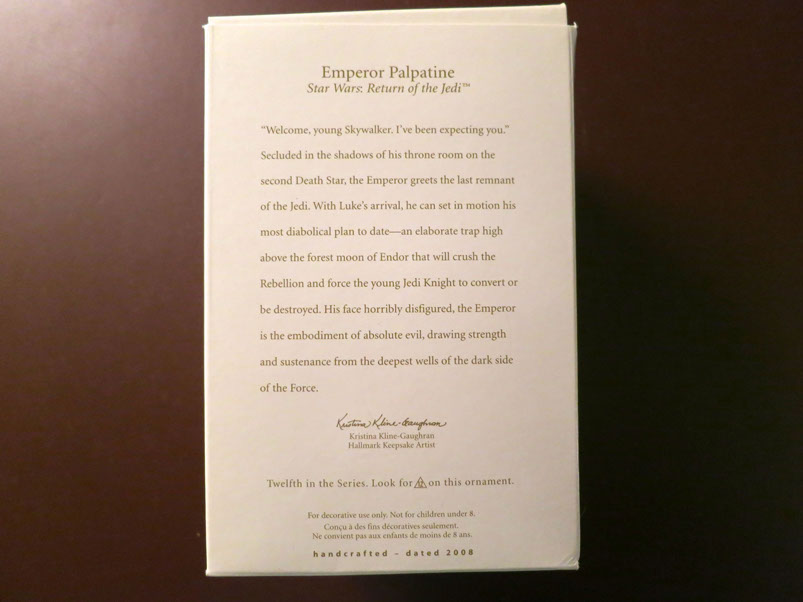 Emperor Palpatine
Star Wars: Return of the Jedi™
“Welcome, young Skywalker. I’ve been expecting you.”
Secluded in the shadows of his throne room on the
second Death Star, the Emperor greets the last remnant
of the Jedi. With Luke’s arrival, he can set in motion his
most diabolical plan to date—an elaborate trap high
above the forest moon of Endor that will crush the
Rebellion and force the young Jedi Knight to convert or
be destroyed. His face horribly disfigured, the Emperor
is the embodiment of absolute evil, drawing strength
and sustenance from the deepest wells of the dark side
of the Force.
Kristina Kline-Gaughran
Kristina Kline-Gaughran
Hallmark Keepsake Artist
Twelfth in the Series. Look for on this ornament.
For decorative use only. Not for children under 8.
Conçu à des fins décoratives seulement.
Ne convient pas aux enfants de moins de 8 ans.
handcrafted – dated 2008